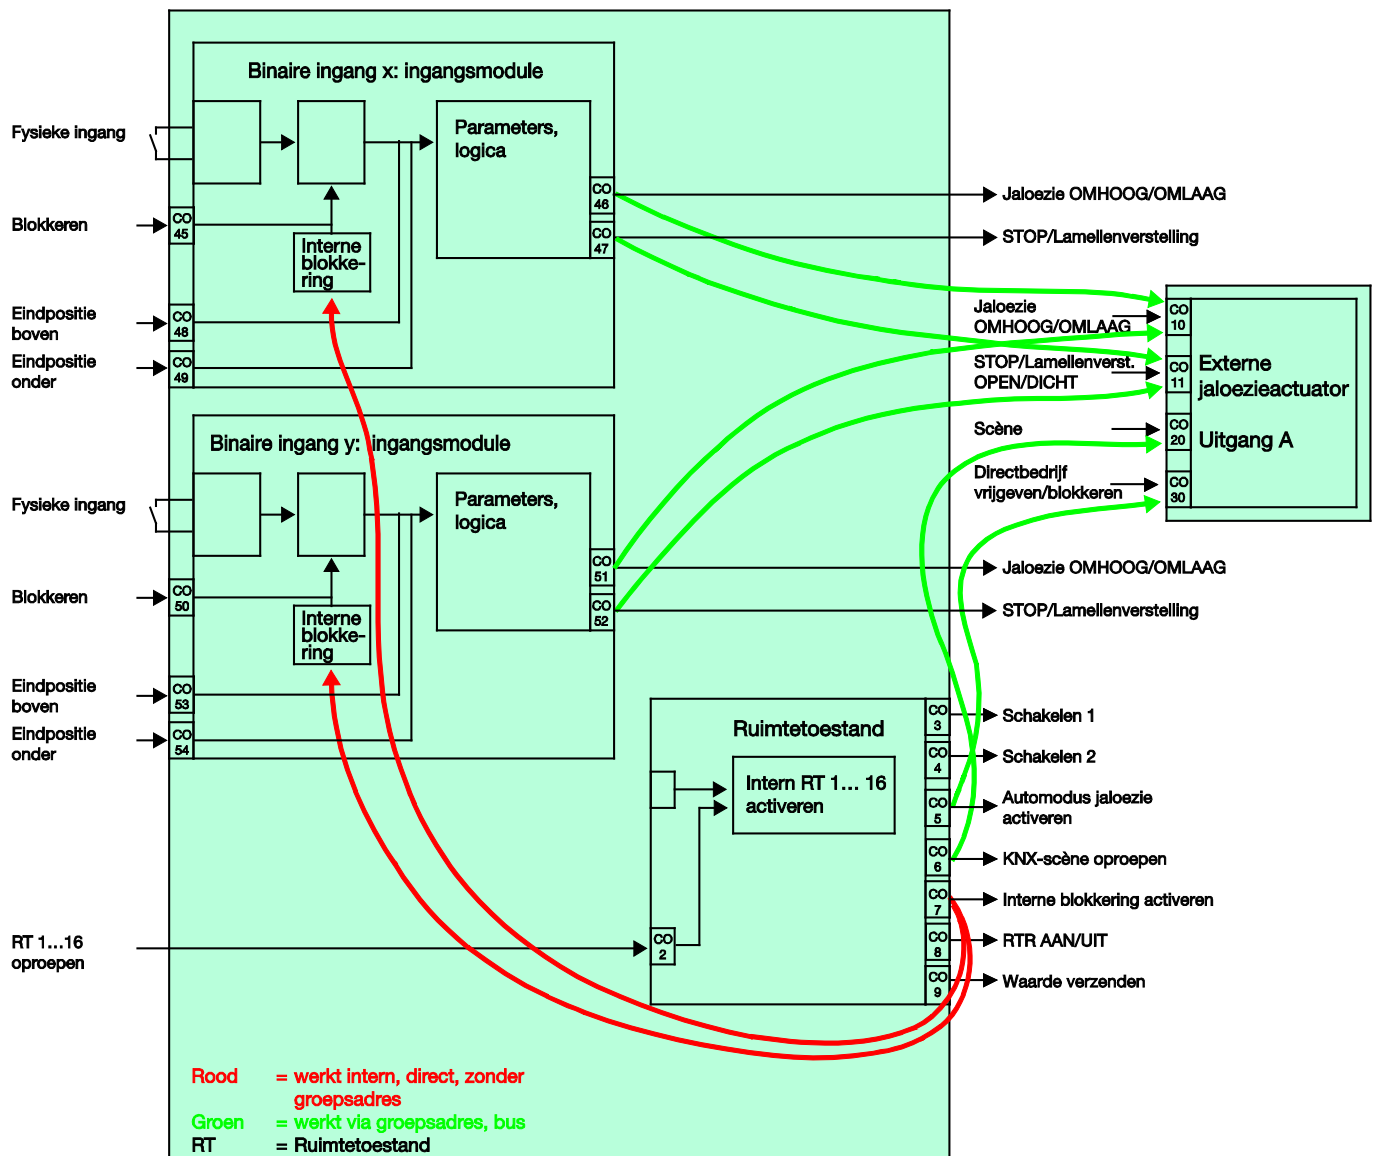 Binaire ingang x: ingangsmodule
Fysieke ingang
Parameters,
logica
CO
46
Jaloezie OMHOOG/OMLAAG
Blokkeren
CO
45
CO
47
STOP/Lamellenverstelling
Interne
blokke-
ring
Eindpositie
boven
CO
48
Eindpositie
onder
CO
49
Jaloezie
OMHOOG/OMLAAG
CO
10
STOP/Lamellenverst.
OPEN/DICHT
CO
11
Externe
jaloezieactuator
Scène
CO
20
Uitgang A
Directbedrijf
vrijgeven/blokkeren
CO
30
Binaire ingang y: ingangsmodule
Fysieke ingang
Parameters,
logica
CO
51
Jaloezie OMHOOG/OMLAAG
Blokkeren
CO
50
CO
52
STOP/Lamellenverstelling
Interne
blokke-
ring
Eindpositie
boven
CO
53
Eindpositie
onder
CO
54
Ruimtetoestand
CO
3
Schakelen 1
CO
4
Schakelen 2
Intern RT 1... 16
activeren
CO
5
Automodus jaloezie
activeren
CO
6
KNX-scène oproepen
CO
7
Interne blokkering activeren
RT 1...16
oproepen
CO
2
CO
8
RTR AAN/UIT
CO
9
Waarde verzenden
Rood = werkt intern, direct, zonder
groepsadres
Groen = werkt via groepsadres, bus
RT = Ruimtetoestand